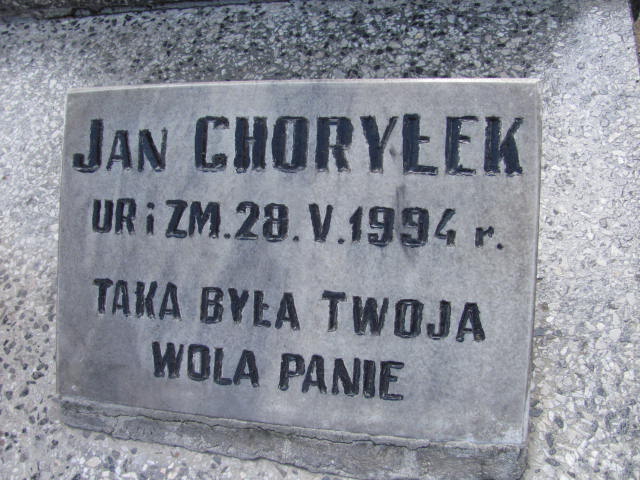 JAN CHORYŁEK
UR i ZM. 28. V. 1994 r.
TAKA BYŁA TWOJA
WOLA PANIE